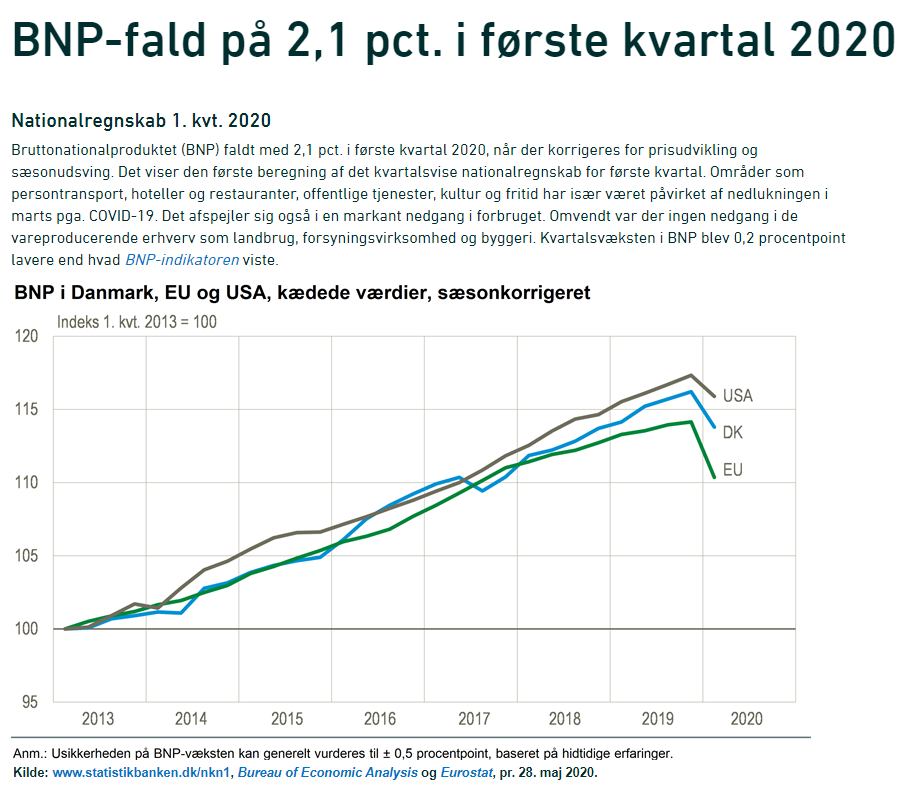 BNP-fald på 2,1 pct. i første kvartal 2020
Nationalregnskab 1. kvt. 2020
Bruttonationalproduktet (BNP) faldt med 2,1 pct. i første kvartal 2020, når der korrigeres for prisudvikling og
sæsonudsving. Det viser den første beregning af det kvartalsvise nationalregnskab for første kvartal. Områder som
persontransport, hoteller og restauranter, offentlige tjenester, kultur og fritid har især været påvirket af nedlukningen i
marts pga. COVID-19. Det afspejler sig også i en markant nedgang i forbruget. Omvendt var der ingen nedgang i de
vareproducerende erhverv som landbrug, forsyningsvirksomhed og byggeri. Kvartalsvæksten i BNP blev 0,2 procentpoint
lavere end hvad BNP-indikatoren viste.
BNP i Danmark, EU og USA, kædede værdier, sæsonkorrigeret
Indeks 1. kvt. 2013 = 100
120
115
110
105
100
95
USA
DK
EU
2013 2014 2015 2016 2017 2018 2019 2020
Anm.: Usikkerheden på BNP-væksten kan generelt vurderes til ± 0,5 procentpoint, baseret på hidtidige erfaringer.
Kilde: www.statistikbanken.dk/nkn1, Bureau of Economic Analysis og Eurostat, pr. 28. maj 2020.